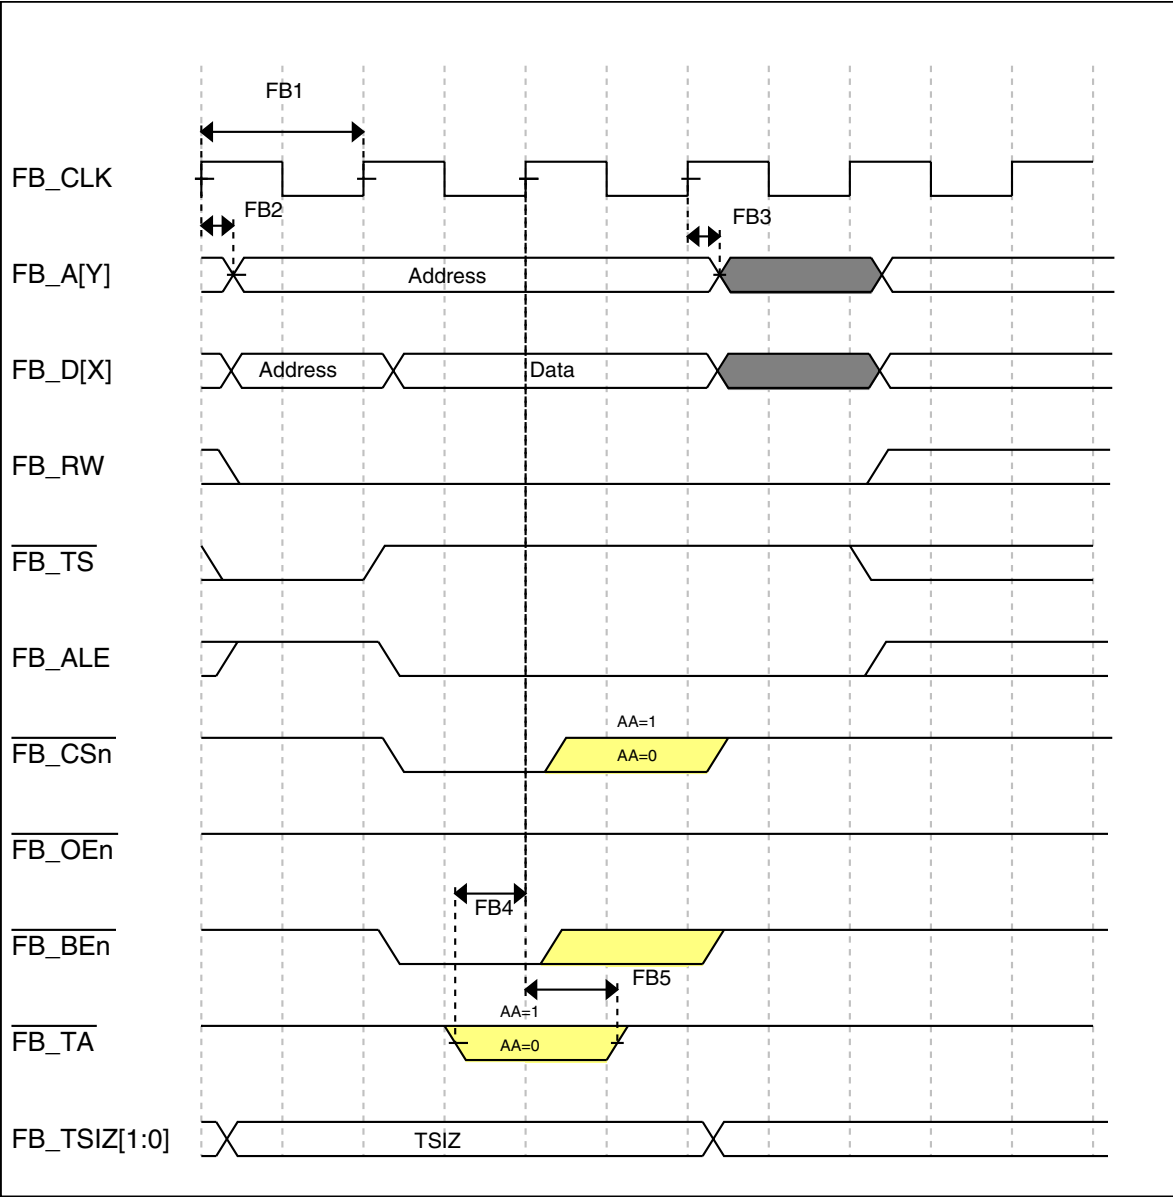 FB1
FB_CLK
FB2
FB3
FB_A[Y]
Address
FB_D[X]
Address
Data
FB_RW
FB_TS
FB_ALE
AA=1
FB_CSn
AA=0
FB_OEn
FB4
FB_BEn
FB5
AA=1
FB_TA
AA=0
FB_TSIZ[1:0]
TSIZ